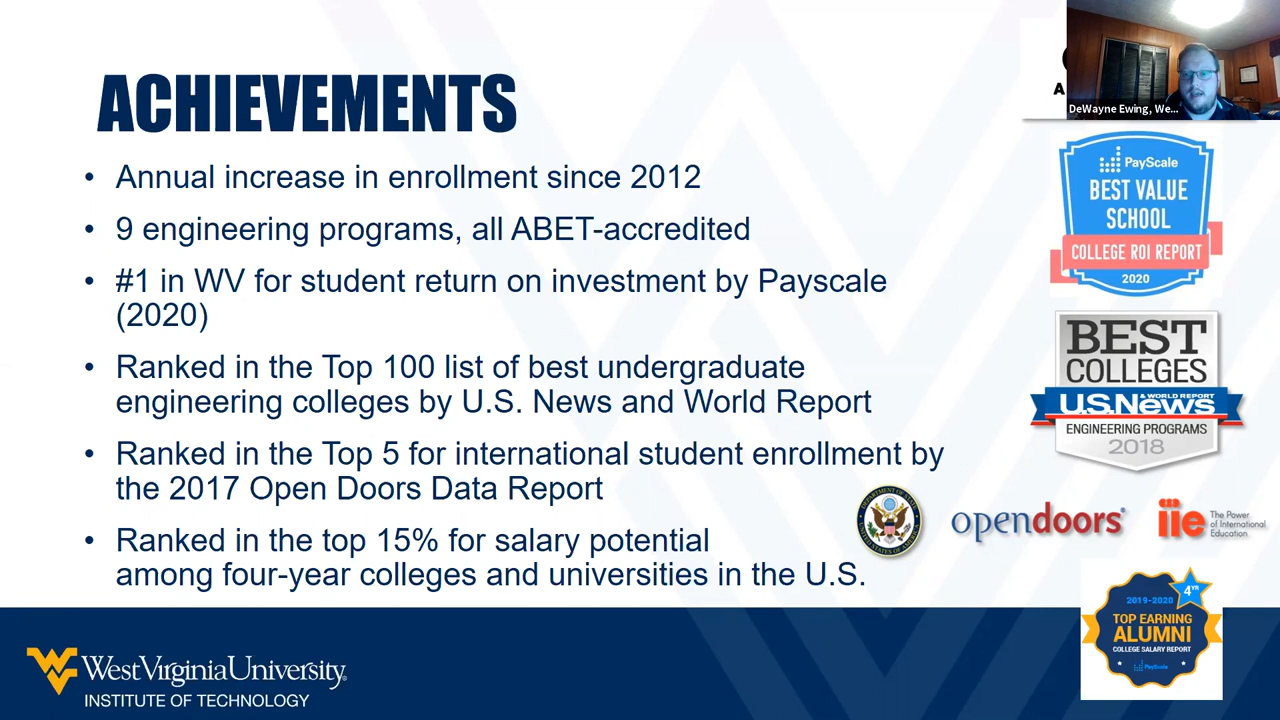 ACHIEVEMENTS
• Annual increase in enrollment since 2012
• 9 engineering programs, all ABET-accredited
• #1 in WV for student return on investment by Payscale
(2020)
• Ranked in the Top 100 list of best undergraduate
engineering colleges by U.S. News and World Report
• Ranked in the Top 5 for international student enrollment by
the 2017 Open Doors Data Report
• Ranked in the top 15% for salary potential
among four-year colleges and universities in the U.S.
A
DeWayne Ewing, We...
PayScale
BEST VALUE
SCHOOL
COLLEGE ROI REPORT
2020
BEST
COLLEGES
& WORLD REPORT
U.S.News
ENGINEERING PROGRAMS
2018
opendoors®
iie
The Power
of International
Education
4YR
2019-2020
TOP EARNING
ALUMNI
COLLEGE SALARY REPORT
PayScale
WestVirginiaUniversity®
INSTITUTE OF TECHNOLOGY